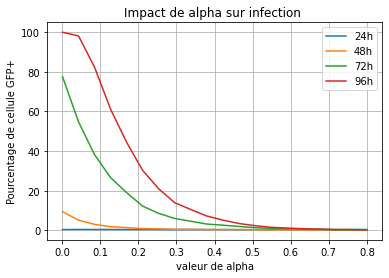 Impact de alpha sur infection
24h
48h
72h
96h
Pourcentage de cellule GFP+
100
80
60
40
20
0
0.0 0.1 0.2 0.3 0.4 0.5 0.6 0.7 0.8
valeur de alpha